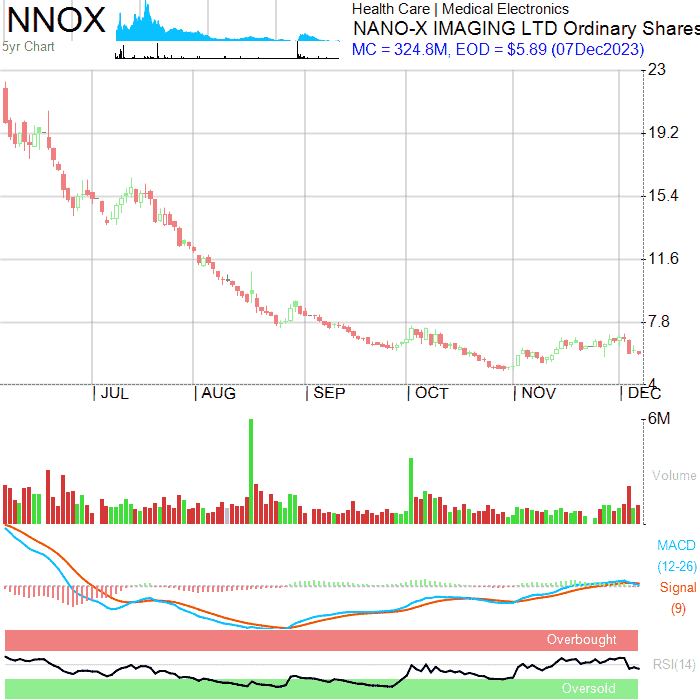 NNOX
5yr Chart
Health Care | Medical Electronics
NANO-X IMAGING LTD Ordinary Shares
MC = 324.8M, EOD = $5.89 (07Dec2023)
23
19.2
15.4
11.6
7.8
4
JUL AUG SEP OCT NOV DEC
6M
Volume
MACD
(12-26)
Signal
(9)
Overbought
RSI(14)
Oversold